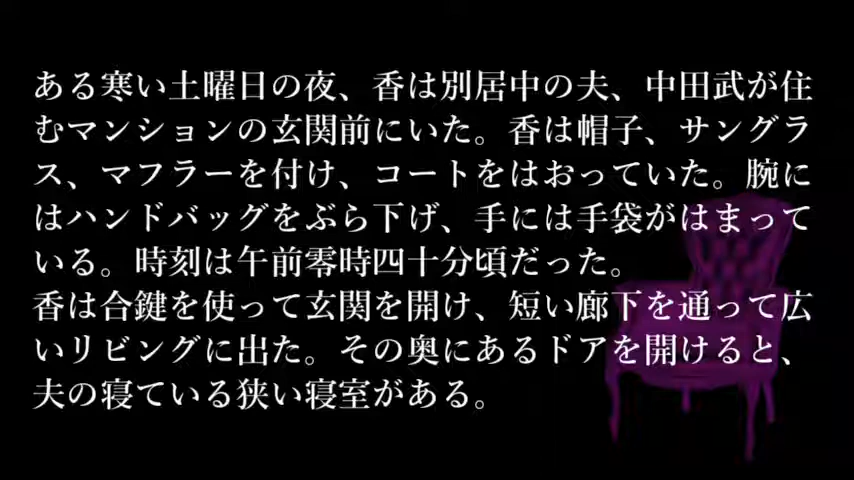 ある寒い土曜日の夜、香は別居中の夫、中田武が住
むマンションの玄関前にいた。香は帽子、サングラ
ス、マフラーを付け、コートをはおっていた。腕に
はハンドバッグをぶら下げ、手には手袋がはまって
いる。時刻は午前零時四十分頃だった。
香は合鍵を使って玄関を開け、短い廊下を通って広
いリビングに出た。その奥にあるドアを開けると、
夫の寝ている狭い寝室がある。